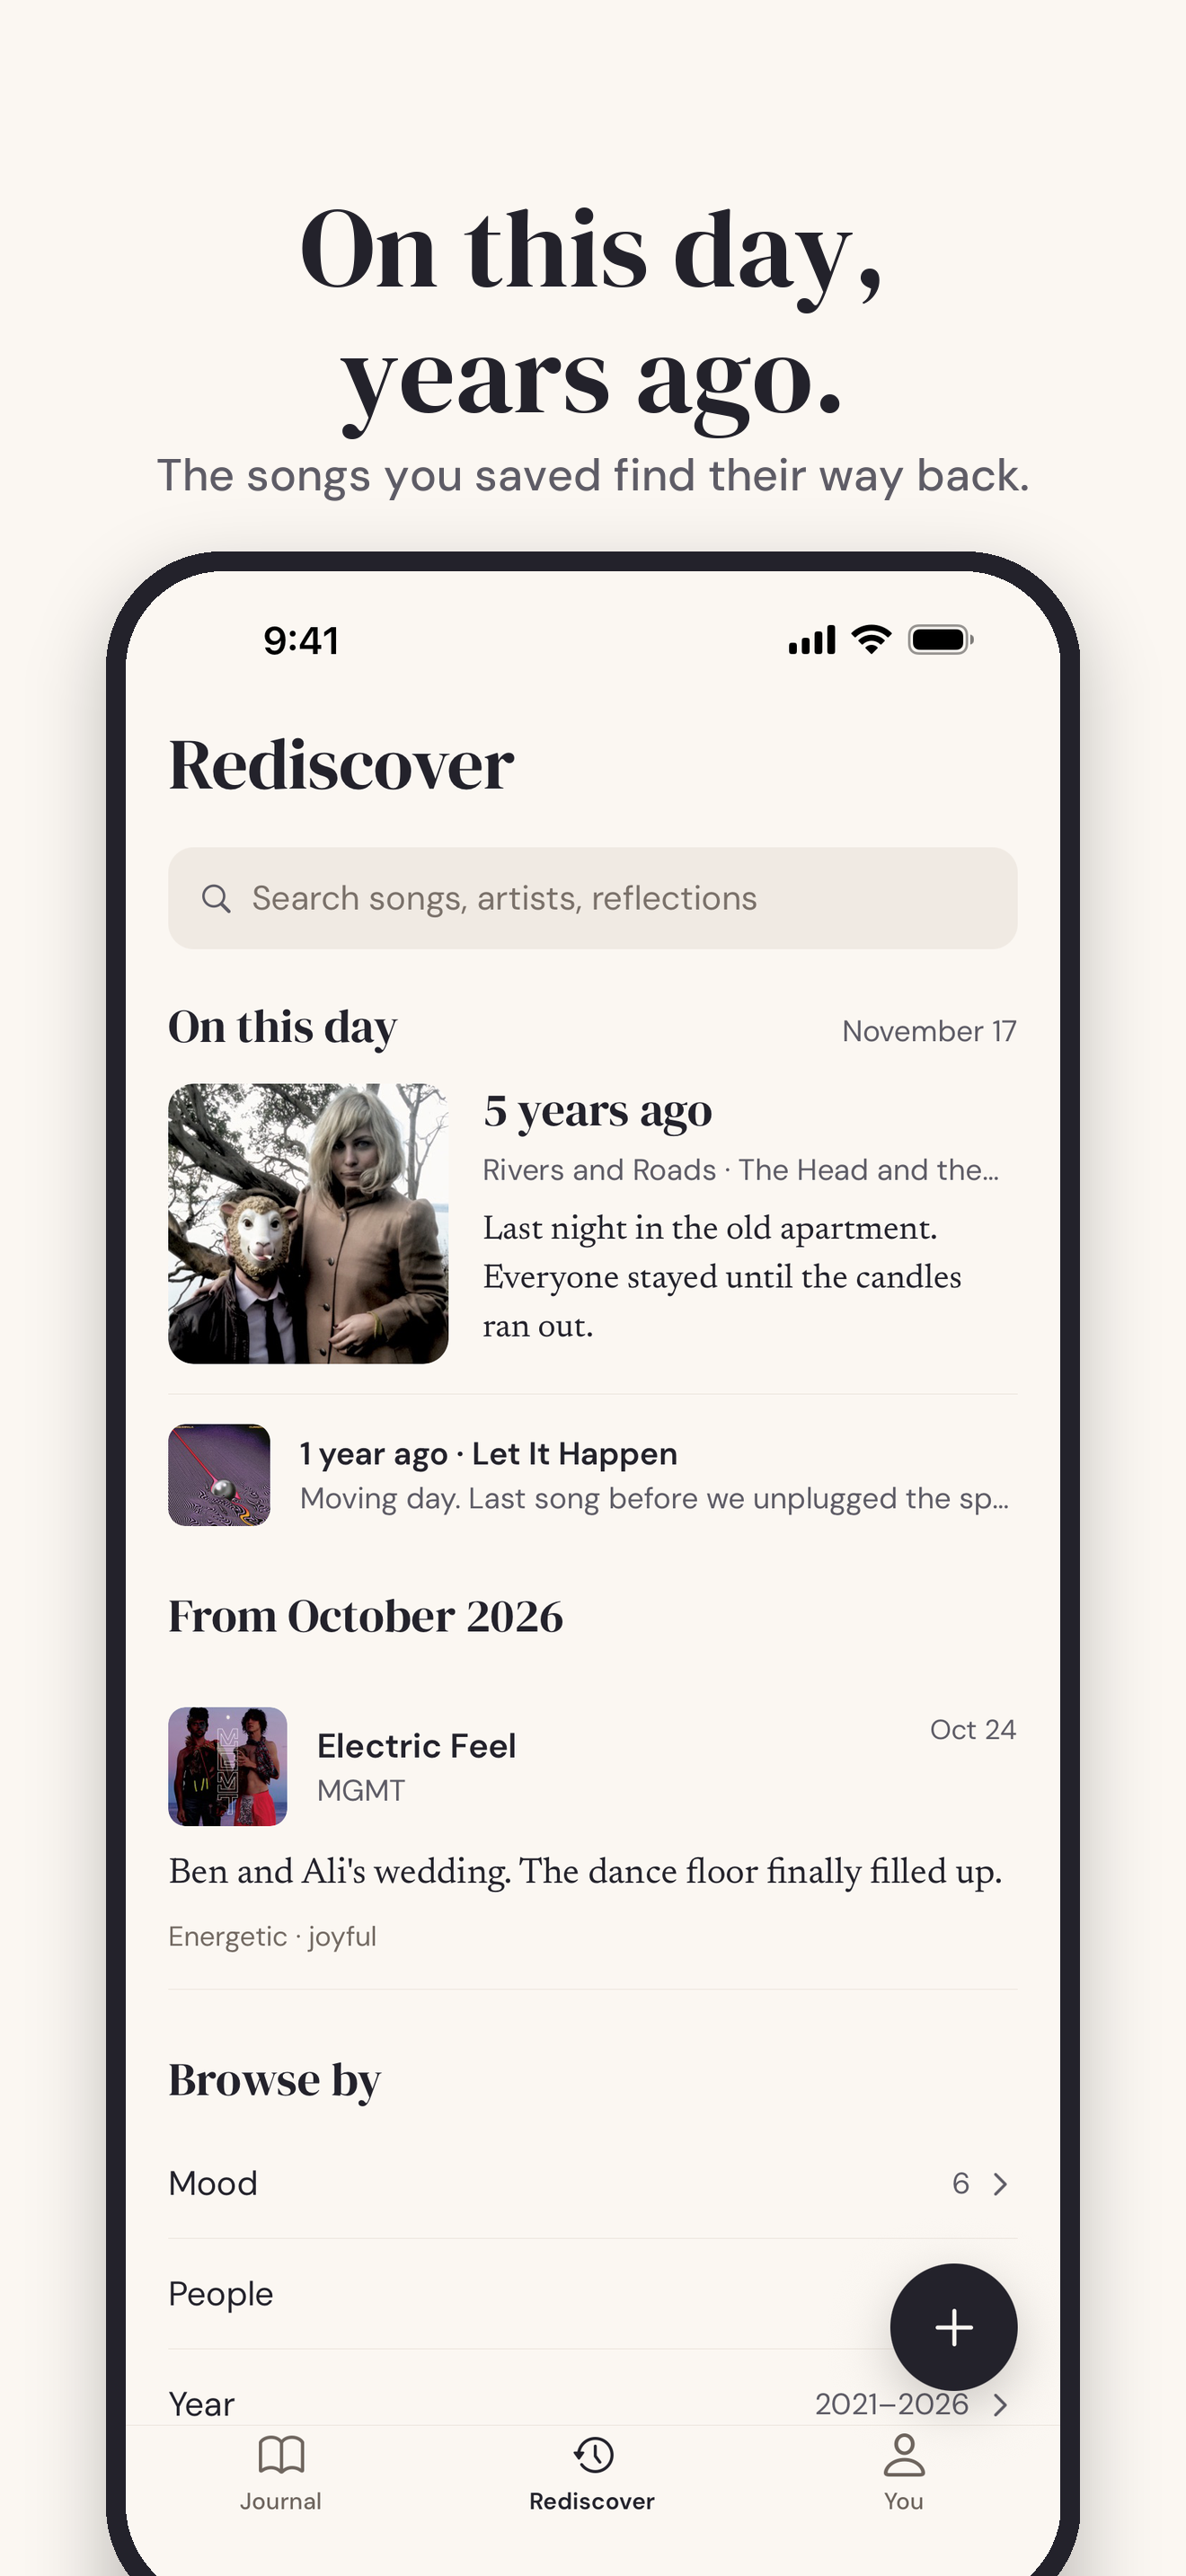 On this day,
years ago.
The songs you saved find their way back.
9:41
Rediscover
Search songs, artists, reflections
On this day
November 17
5 years ago
Rivers and Roads · The Head and the...
Last night in the old apartment.
Everyone stayed until the candles
ran out.
1 year ago · Let It Happen
Moving day. Last song before we unplugged the sp...
From October 2026
MGMT
Electric Feel
Oct 24
MGMT
Ben and Ali's wedding. The dance floor finally filled up.
Energetic · joyful
Browse by
Mood
6
People
Year
2021–2026
Journal
Rediscover
You